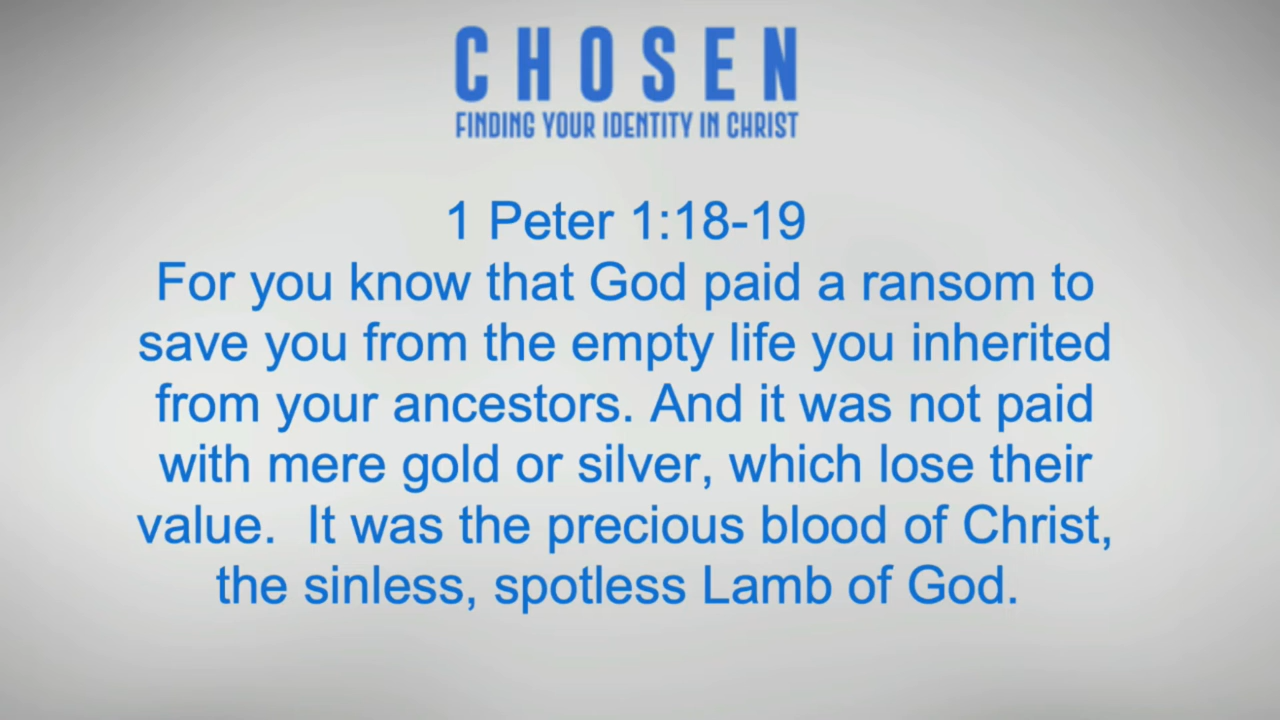 CHOSEN
FINDING YOUR IDENTITY IN CHRIST
1 Peter 1:18-19
For you know that God paid a ransom to
save you from the empty life you inherited
from your ancestors. And it was not paid
with mere gold or silver, which lose their
value.  It was the precious blood of Christ,
the sinless, spotless Lamb of God.